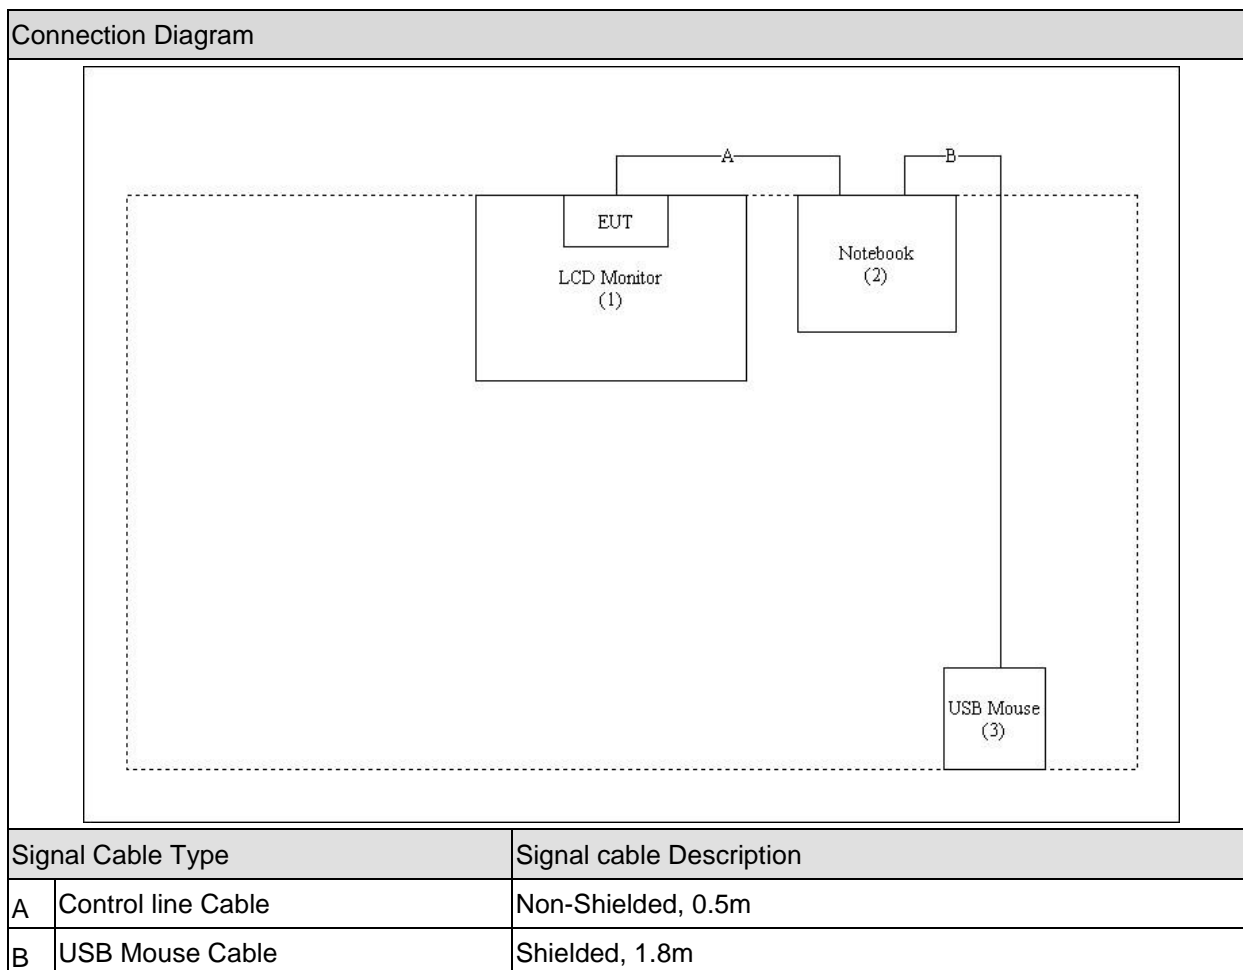 Connection Diagram
A
B
EUT
LCD Monitor
(1)
Notebook
(2)
USB Mouse
(3)
Signal Cable Type Signal cable Description
A Control line Cable Non-Shielded, 0.5m
B USB Mouse Cable Shielded, 1.8m